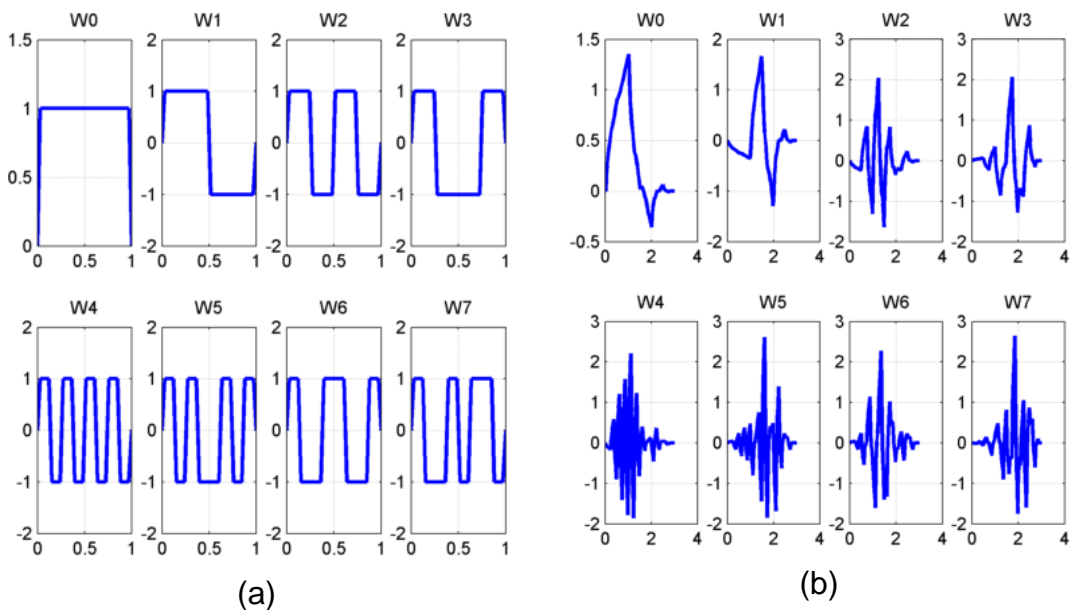 W0 W1 W2 W3
1.5 2 2 2
1 1 1 1
0.5 0 0 0
-1 -1 -1
0 -2 -2 -2
0 0.5 1 0 0.5 1 0 0.5 1 0 0.5 1
W4 W5 W6 W7
2 2 2 2
1 1 1 1
0 0 0 0
-1 -1 -1 -1
-2 -2 -2 -2
0 0.5 1 0 0.5 1 0 0.5 1 0 0.5 1
(a)
W0 W1 W2 W3
1.5 2 3 3
1 1 2 2
1 1
0.5 0 0 0
0 -1 -1 -1
-0.5 -2 -2 -2
0 2 4 0 2 4 0 2 4 0 2 4
W4 W5 W6 W7
3 3 3 3
2 2 2 2
1 1 1 1
0 0 0 0
-1 -1 -1 -1
-2 -2 -2 -2
0 2 4 0 2 4 0 2 4 0 2 4
(b)